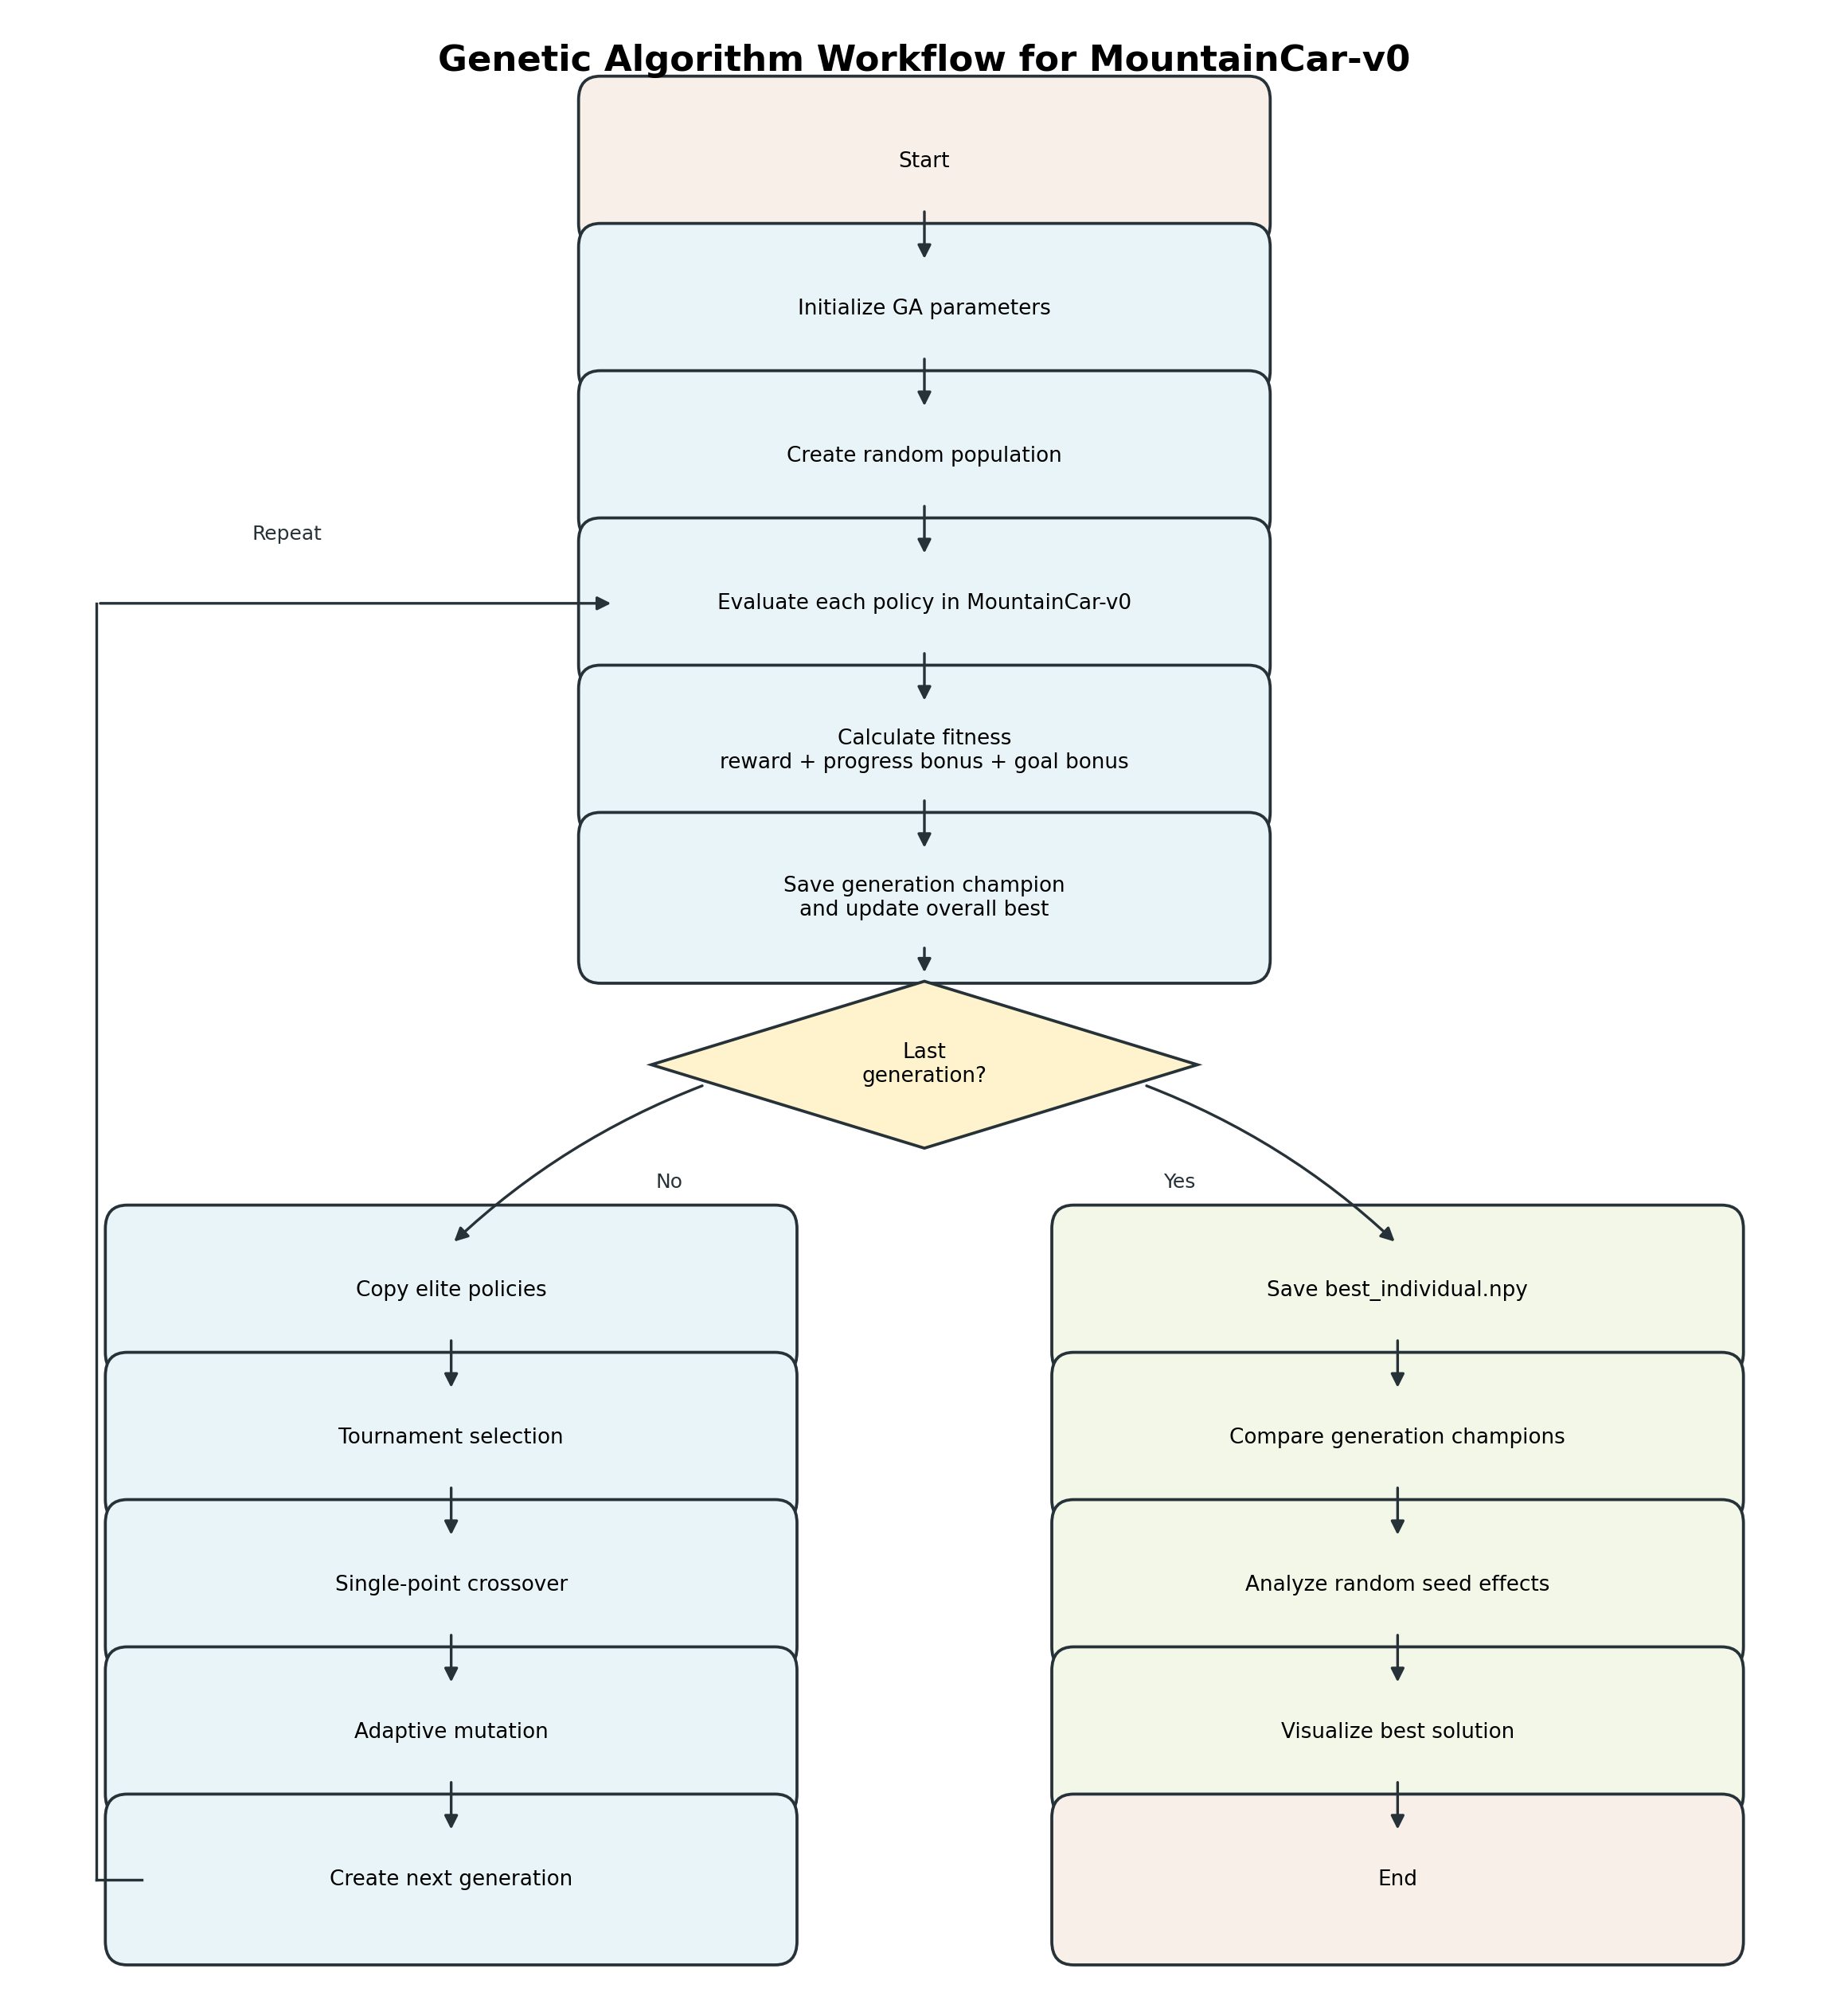 Genetic Algorithm Workflow for MountainCar-v0
Start
Initialize GA parameters
Create random population
Repeat
Evaluate each policy in MountainCar-v0
Calculate fitness
reward + progress bonus + goal bonus
Save generation champion
and update overall best
Last
generation?
No
Yes
Copy elite policies
Tournament selection
Single-point crossover
Adaptive mutation
Create next generation
Save best_individual.npy
Compare generation champions
Analyze random seed effects
Visualize best solution
End